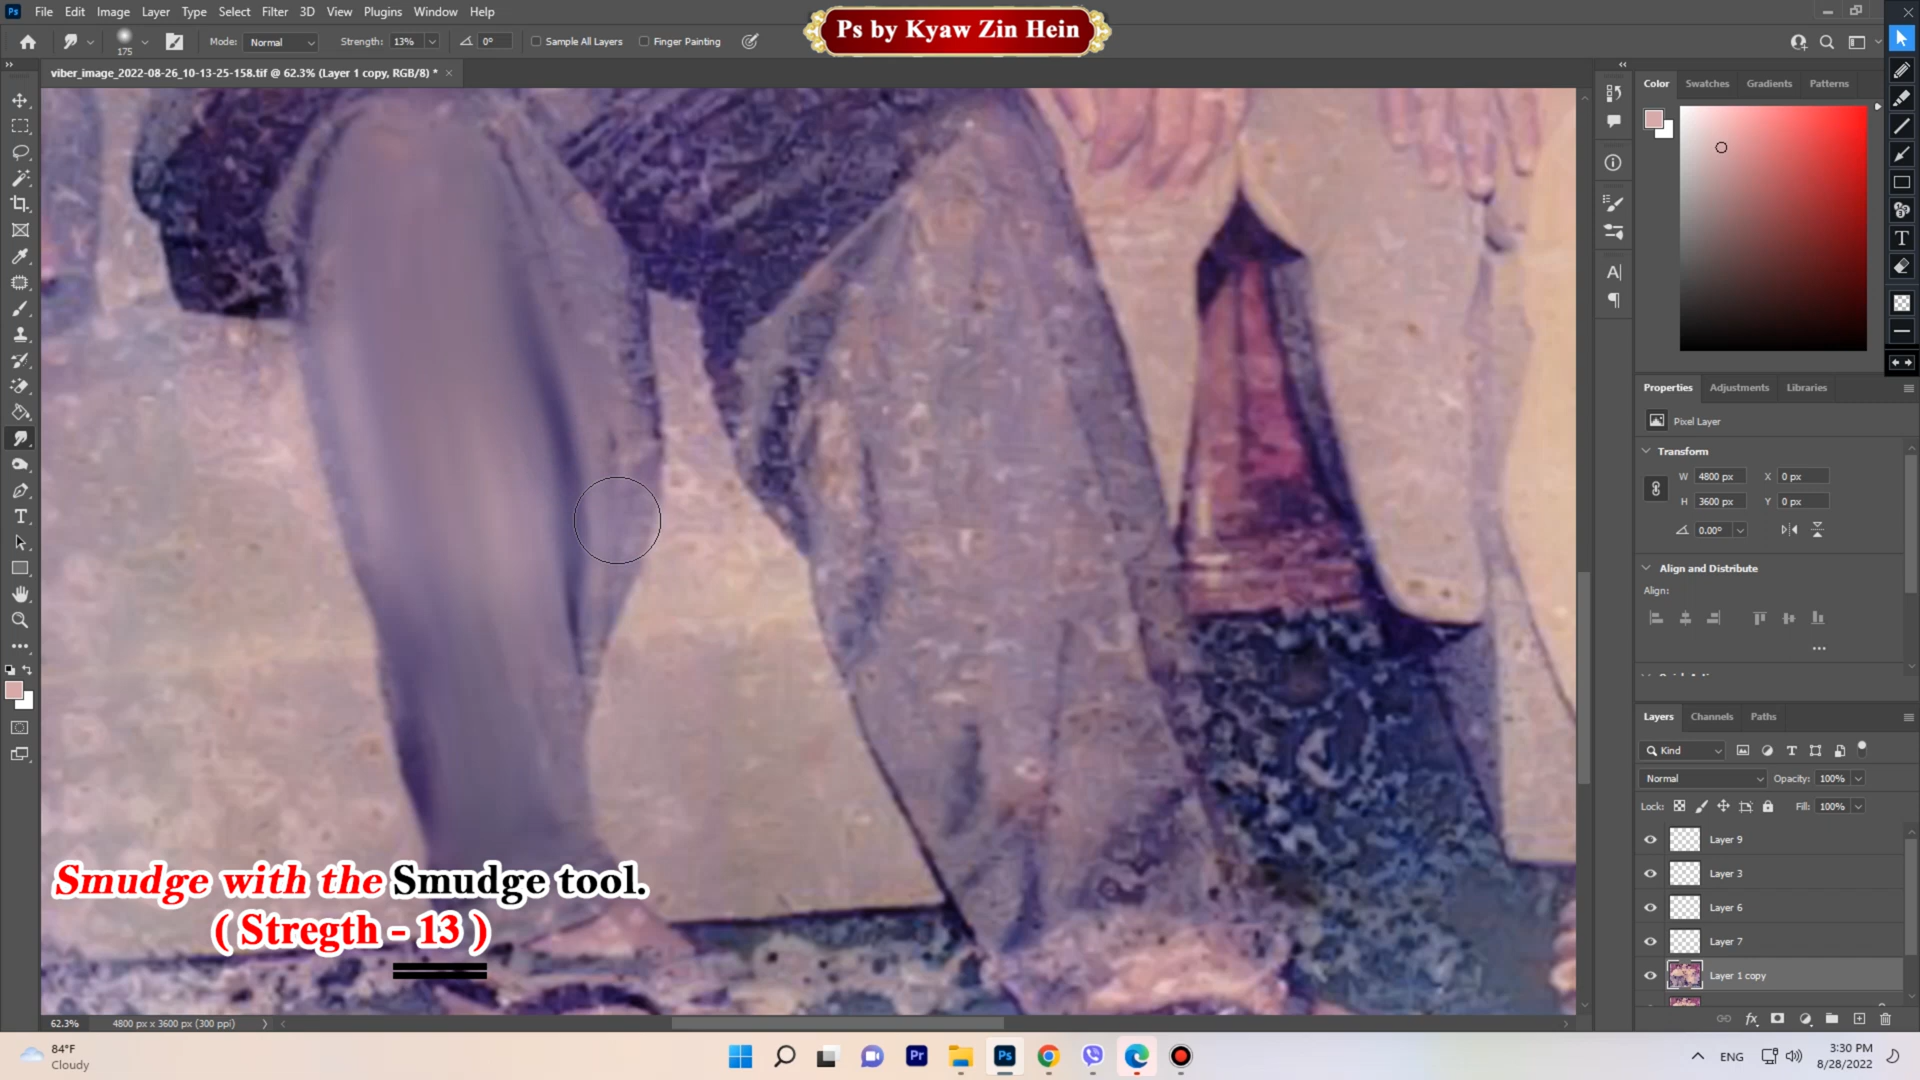 File Edit Image Layer Type Select Filter 3D View Plugins Window Help
Ps by Kyaw Zin Hein
175 Mode: Normal Strength: 13% 0° Sample All Layers Finger Painting
viber_image_2022-08-26_10-13-25-158.tif @ 62.3% (Layer 1 copy, RGB/8) *
Color Swatches Gradients Patterns
Properties Adjustments Libraries
Pixel Layer
Transform
W 4800 px X 0 px
H 3600 px Y 0 px
0.00°
Align and Distribute
Align:
Layers Channels Paths
Kind
Normal Opacity: 100%
Lock: Fill: 100%
Layer 9
Layer 3
Layer 6
Layer 7
Layer 1 copy
Smudge with the Smudge tool.
( Stregth - 13 )
62.3% 4800 px x 3600 px (300 ppi)
84°F
Cloudy
ENG
3:30 PM
8/28/2022